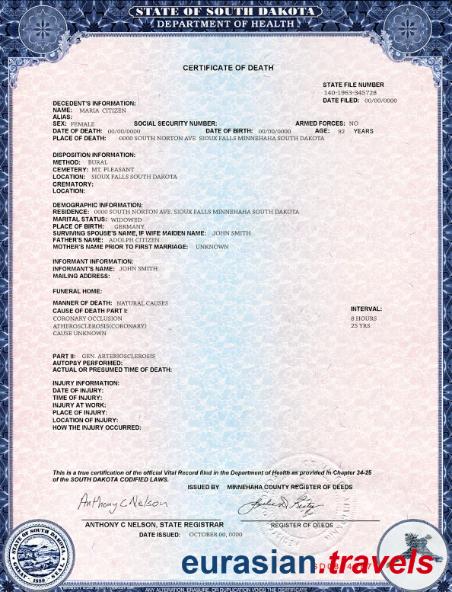 STATE OF SOUTH DAKOTA
DEPARTMENT OF HEALTH
CERTIFICATE OF DEATH
STATE FILE NUMBER
140-1963-345728
DATE FILED: 00/00/0000
DECEDENT'S INFORMATION:
NAME: MARIA CITIZEN
ALIAS:
SEX: FEMALE SOCIAL SECURITY NUMBER: ARMED FORCES: NO
DATE OF DEATH: 00/00/0000 DATE OF BIRTH: 00/00/0000 AGE: 92 YEARS
PLACE OF DEATH: 0000 SOUTH NORTON AVE. SIOUX FALLS MINNEHAHA SOUTH DAKOTA
DISPOSITION INFORMATION:
METHOD: BURAL
CEMETERY: MT. PLEASANT
LOCATION: SIOUX FALLS SOUTH DAKOTA
CREMATORY:
LOCATION:
DEMOGRAPHIC INFORMATION:
RESIDENCE: 0000 SOUTH NORTON AVE. SIOUX FALLS MINNEHAHA SOUTH DAKOTA
MARITAL STATUS: WIDOWED
PLACE OF BIRTH: GERMANY
SURVIVING SPOUSE'S NAME, IF WIFE MAIDEN NAME: JOHN SMITH
FATHER'S NAME: ADOLPH CITIZEN
MOTHER'S NAME PRIOR TO FIRST MARRIAGE: UNKNOWN
INFORMANT INFORMATION:
INFORMANT'S NAME: JOHN SMITH
MAILING ADDRESS:
FUNERAL HOME:
MANNER OF DEATH: NATURAL CAUSES
CAUSE OF DEATH PART I: INTERVAL:
CORONARY OCCLUSION 8 HOURS
ATHEROSCLEROSIS(CORONARY) 25 YRS
CAUSE UNKNOWN
PART II: GEN. ARTERIOSCLEROSIS
AUTOPSY PERFORMED:
ACTUAL OR PRESUMED TIME OF DEATH:
INJURY INFORMATION:
DATE OF INJURY:
TIME OF INJURY:
INJURY AT WORK:
PLACE OF INJURY:
LOCATION OF INJURY:
HOW THE INJURY OCCURRED:
This is a true certification of the official Vital Record filed in the Department of Health as provided in Chapter 34-25
of the SOUTH DAKOTA CODIFIED LAWS.
ISSUED BY MINNEHAHA COUNTY REGISTER OF DEEDS
Anthony C Nelson
ANTHONY C NELSON, STATE REGISTRAR REGISTER OF DEEDS
DATE ISSUED: OCTOBER 00, 0000
eurasian.travels
ANY ALTERATION, ERASURE, OR DUPLICATION VOIDS THE CERTIFICATE